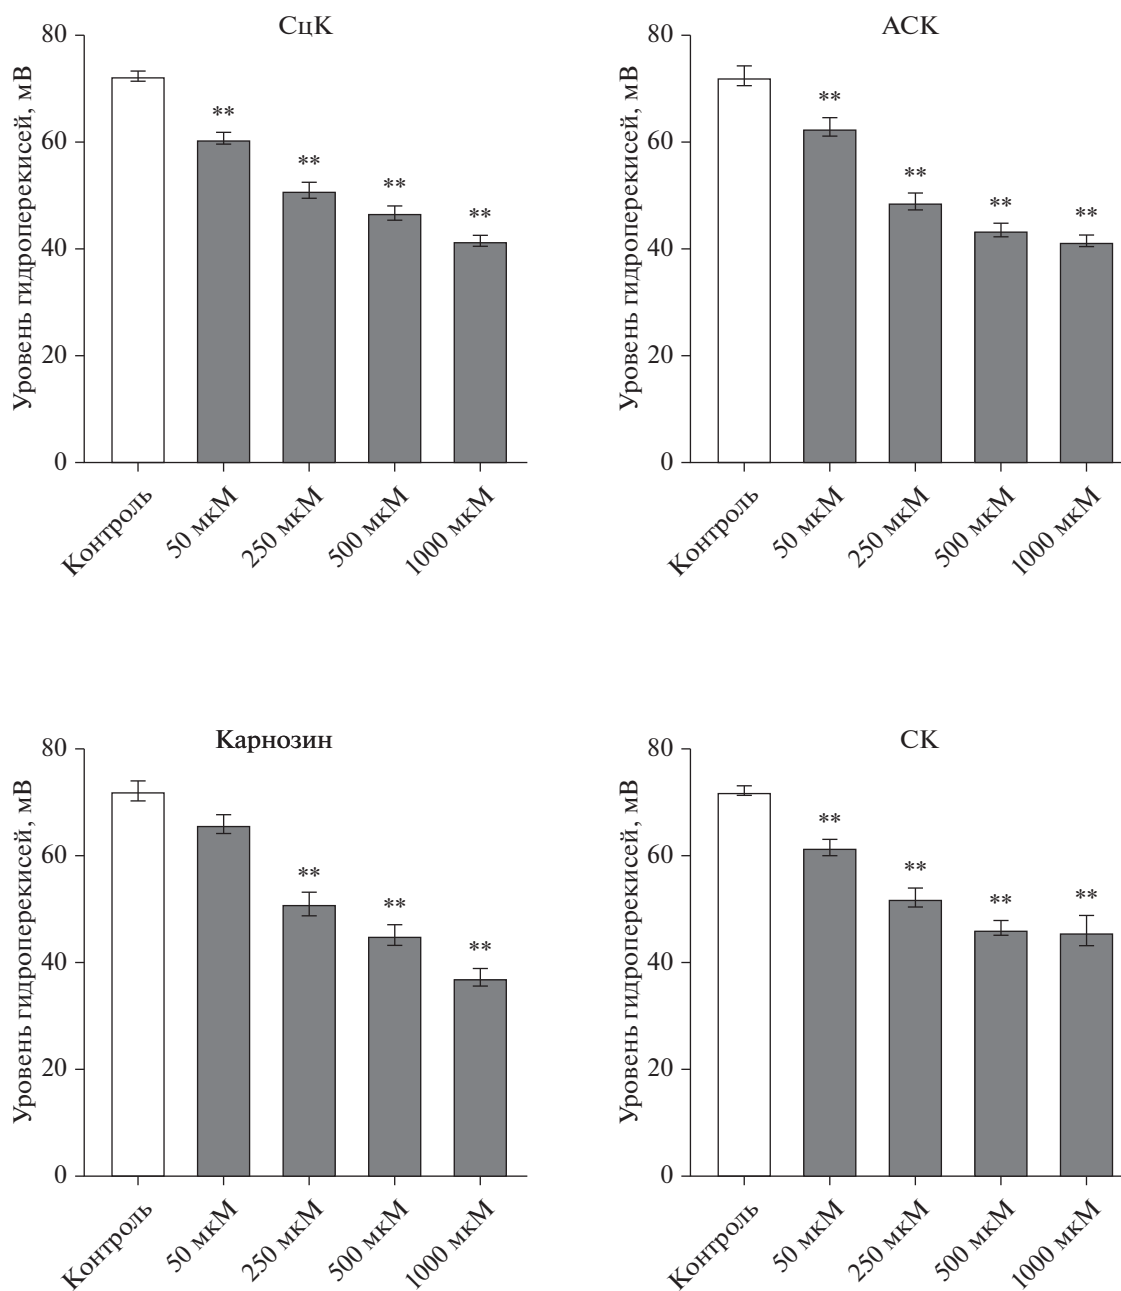 СцК
Уровень гидроперекисей, мВ
80
60
40
20
0
**
**
**
**
Контроль
50 мкМ
250 мкМ
500 мкМ
1000 мкМ
АСК
Уровень гидроперекисей, мВ
80
60
40
20
0
**
**
**
**
Контроль
50 мкМ
250 мкМ
500 мкМ
1000 мкМ
Карнозин
Уровень гидроперекисей, мВ
80
60
40
20
0
**
**
**
Контроль
50 мкМ
250 мкМ
500 мкМ
1000 мкМ
СК
Уровень гидроперекисей, мВ
80
60
40
20
0
**
**
**
**
Контроль
50 мкМ
250 мкМ
500 мкМ
1000 мкМ